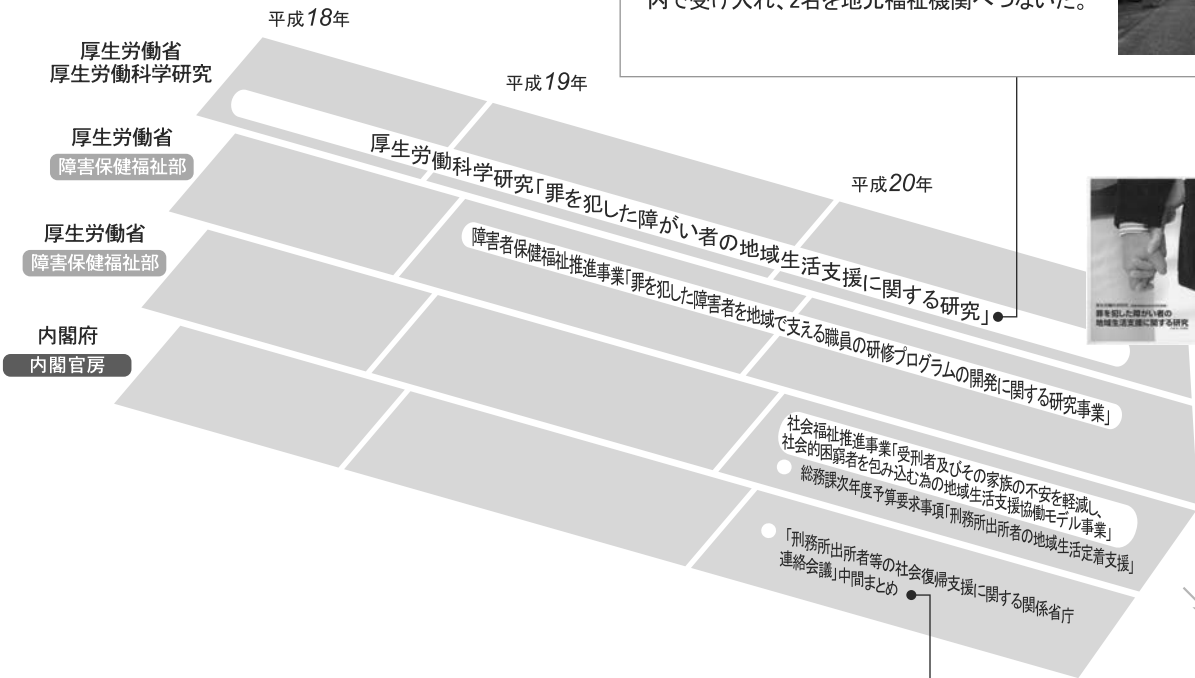 内で受け入れ、2名を地元福祉機関へつないだ。
平成18年
厚生労働省
厚生労働科学研究
平成19年
厚生労働省
障害保健福祉部
厚生労働科学研究「罪を犯した障がい者の地域生活支援に関する研究」
平成20年
障害者保健福祉推進事業「罪を犯した障害者を地域で支える職員の研修プログラムの開発に関する研究事業」
厚生労働省
障害保健福祉部
罪を犯した障がい者の
地域生活支援に関する研究
内閣府
内閣官房
社会福祉推進事業「受刑者及びその家族の不安を軽減し、
社会的困窮者を包み込む為の地域生活支援協働モデル事業」
総務課次年度予算要求事項「刑務所出所者の地域生活定着支援」
「刑務所出所者等の社会復帰支援に関する関係省庁
連絡会議」中間まとめ